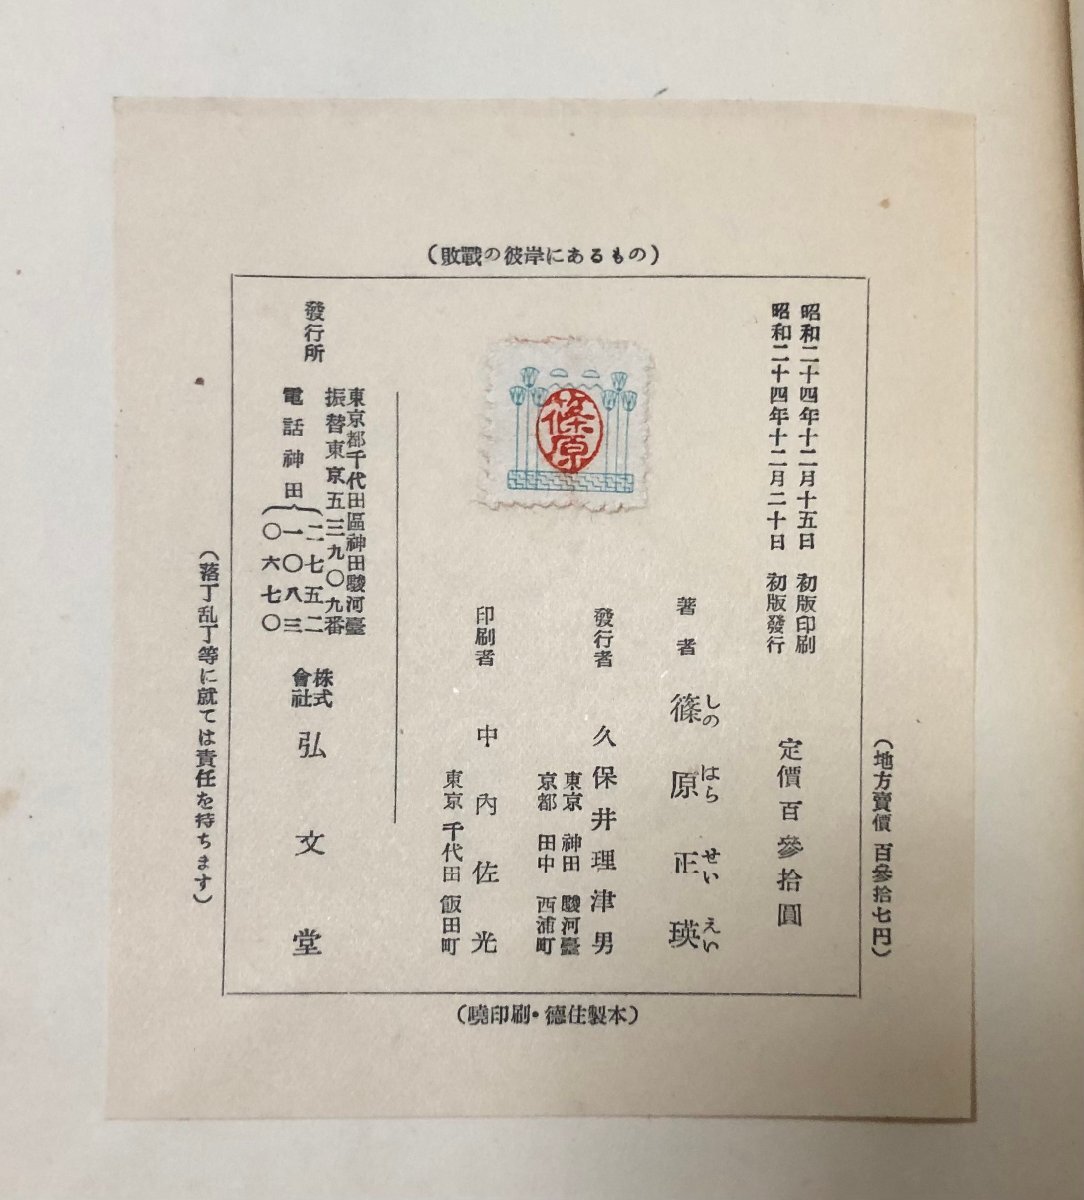 (敗戰の彼岸にあるもの)
昭和二十四年十二月十五日 初版印刷
昭和二十四年十二月二十日 初版發行
定價百參拾圓
(地方賣價 百參拾七円)
著者 篠原正瑛
しのはらせいえい
發行者 久保井理津男
東京 神田 駿河臺
京都 田中 西浦町
印刷者 中內佐光
東京 千代田 飯田町
篠原
發行所
東京都千代田區神田駿河臺
振替東京五三九〇九番
電話神田
二七五二
一〇八三
〇六七〇
株式會社 弘文堂
(落丁乱丁等に就ては責任を持ちます)
(曉印刷・德住製本)